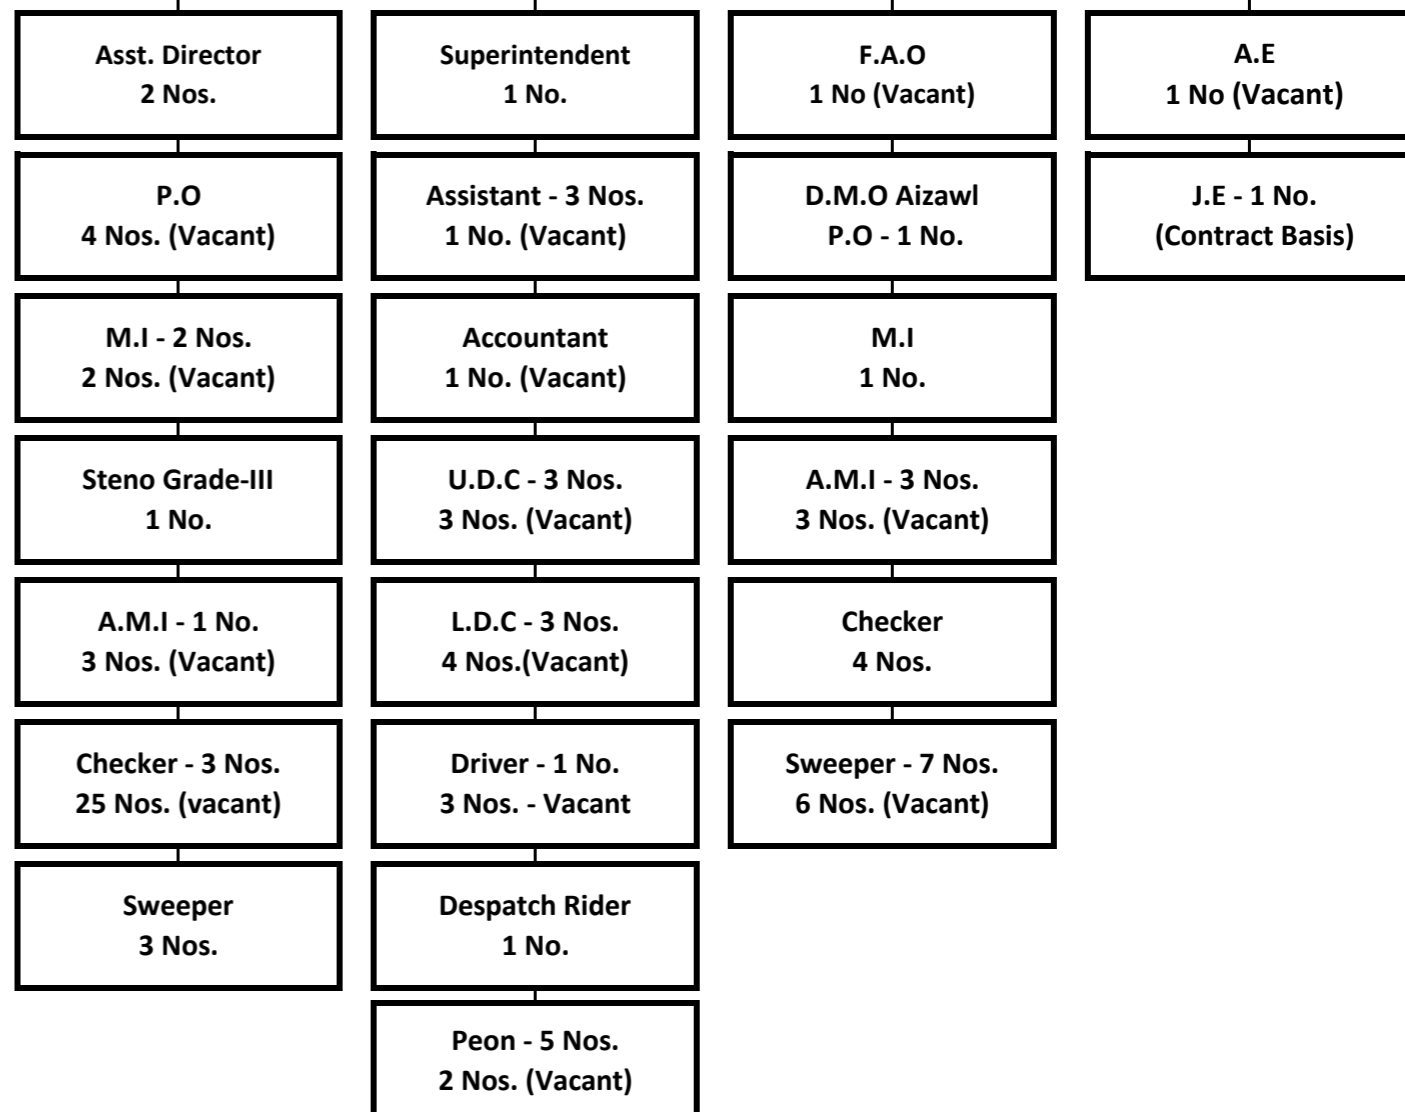 Asst. Director
2 Nos.
Superintendent
1 No.
F.A.O
1 No (Vacant)
A.E
1 No (Vacant)
P.O
4 Nos. (Vacant)
Assistant - 3 Nos.
1 No. (Vacant)
D.M.O Aizawl
P.O - 1 No.
J.E - 1 No.
(Contract Basis)
M.I - 2 Nos.
2 Nos. (Vacant)
Accountant
1 No. (Vacant)
M.I
1 No.
Steno Grade-III
1 No.
U.D.C - 3 Nos.
3 Nos. (Vacant)
A.M.I - 3 Nos.
3 Nos. (Vacant)
A.M.I - 1 No.
3 Nos. (Vacant)
L.D.C - 3 Nos.
4 Nos.(Vacant)
Checker
4 Nos.
Checker - 3 Nos.
25 Nos. (vacant)
Driver - 1 No.
3 Nos. - Vacant
Sweeper - 7 Nos.
6 Nos. (Vacant)
Sweeper
3 Nos.
Despatch Rider
1 No.
Peon - 5 Nos.
2 Nos. (Vacant)